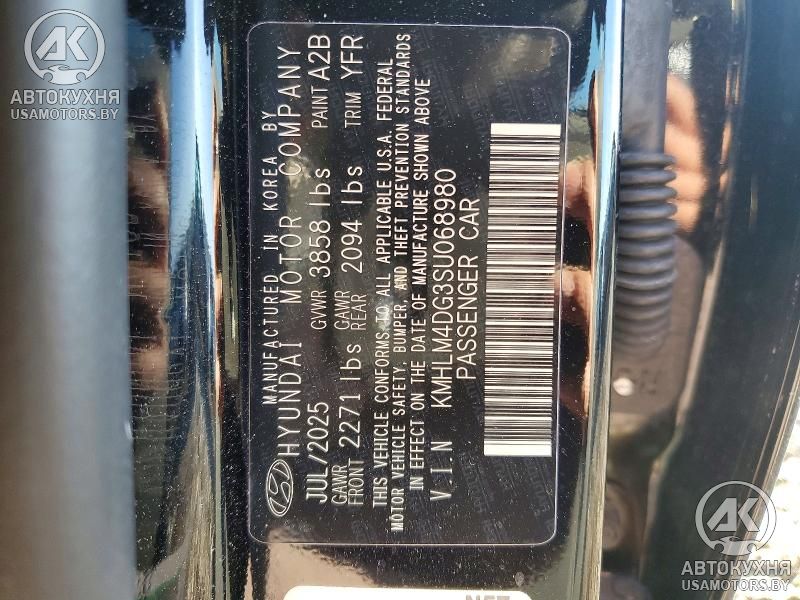 MANUFACTURED IN KOREA BY
HYUNDAI MOTOR COMPANY
JUL/2025 GVWR 3858 lbs PAINT A2B
GAWR FRONT 2271 lbs GAWR REAR 2094 lbs TRIM YFR
THIS VEHICLE CONFORMS TO ALL APPLICABLE U.S.A. FEDERAL
MOTOR VEHICLE SAFETY, BUMPER, AND THEFT PREVENTION STANDARDS
IN EFFECT ON THE DATE OF MANUFACTURE SHOWN ABOVE
V.I.N KMHLM4DG3SU068980
PASSENGER CAR
АК
АВТОКУХНЯ
USAMOTORS.BY
АК
АВТОКУХНЯ
USAMOTORS.BY